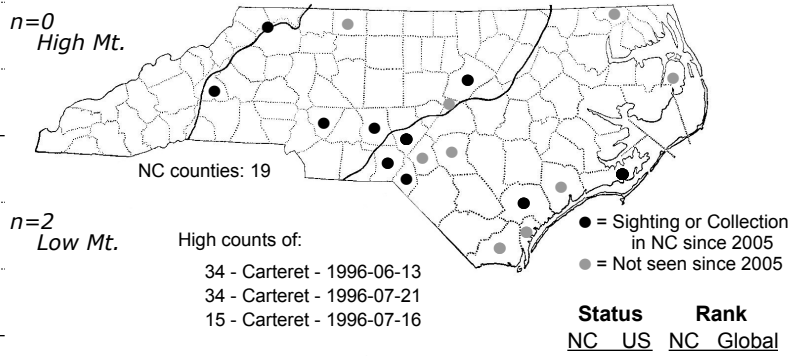 n=0
High Mt.
NC counties: 19
n=2
Low Mt.
High counts of:
34 - Carteret - 1996-06-13
34 - Carteret - 1996-07-21
15 - Carteret - 1996-07-16
● = Sighting or Collection
in NC since 2005
● = Not seen since 2005
Status Rank
NC US NC Global